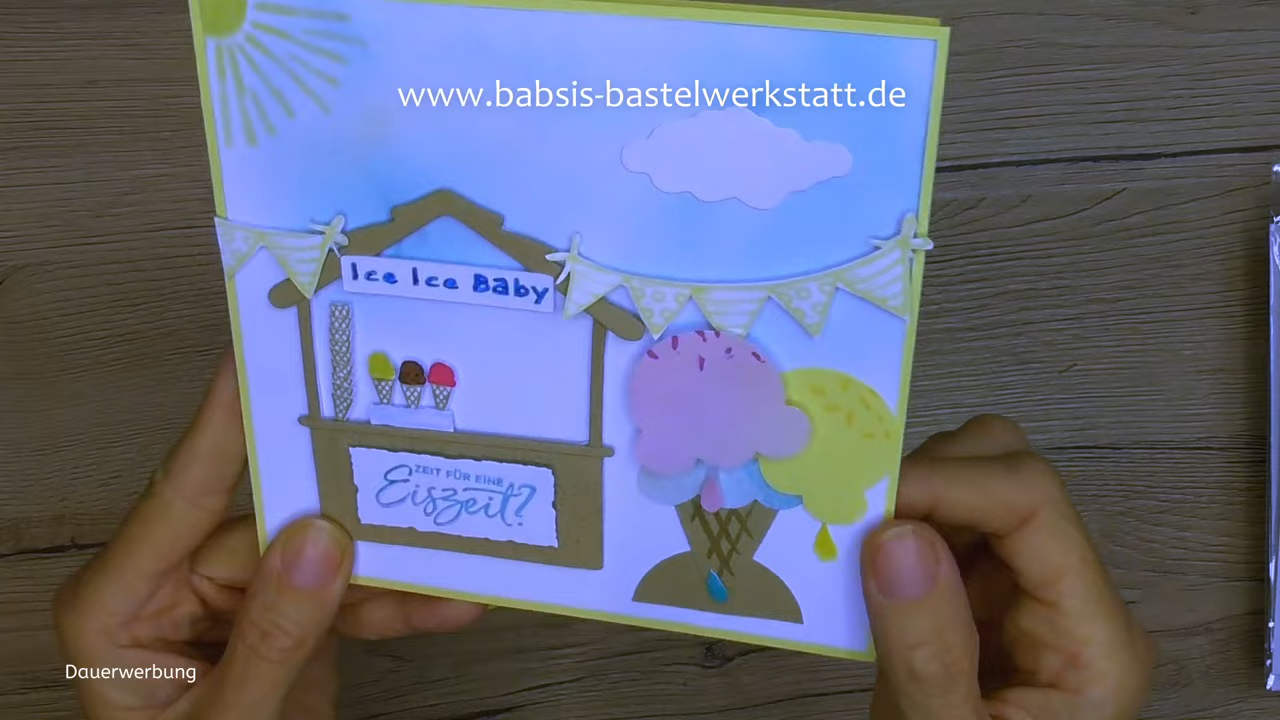 www.babsis-bastelwerkstatt.de
Ice Ice Baby
ZEIT FÜR EINE
Eiszeit?
Dauerwerbung